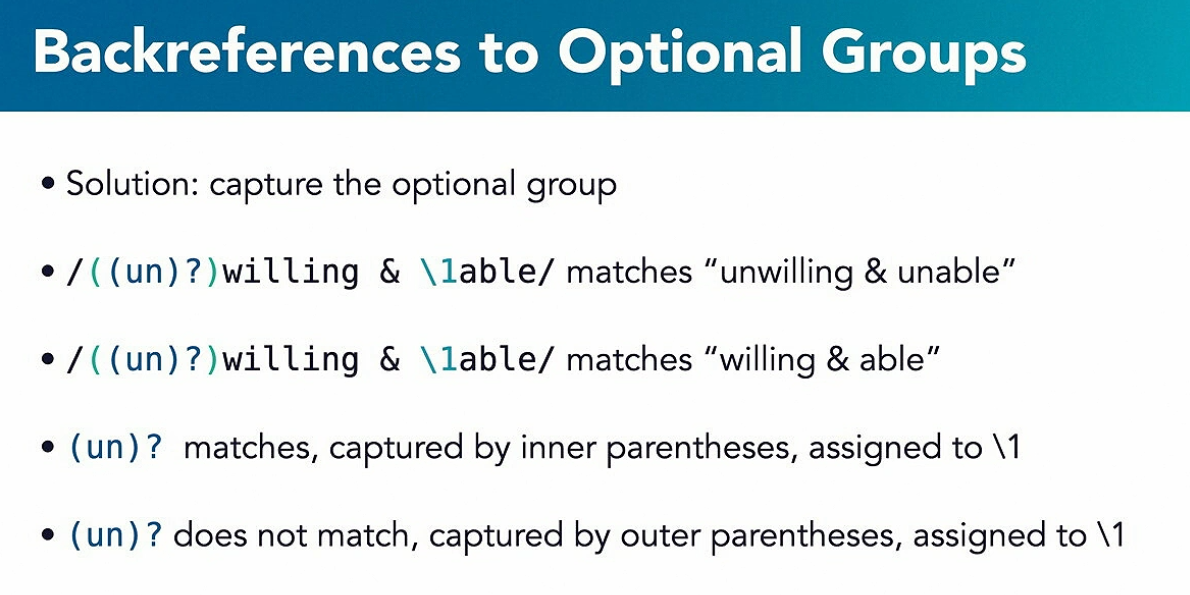 Backreferences to Optional Groups
• Solution: capture the optional group
• /((un)?)willing & \1able/ matches “unwilling & unable”
• /((un)?)willing & \1able/ matches “willing & able”
• (un)? matches, captured by inner parentheses, assigned to \1
• (un)? does not match, captured by outer parentheses, assigned to \1